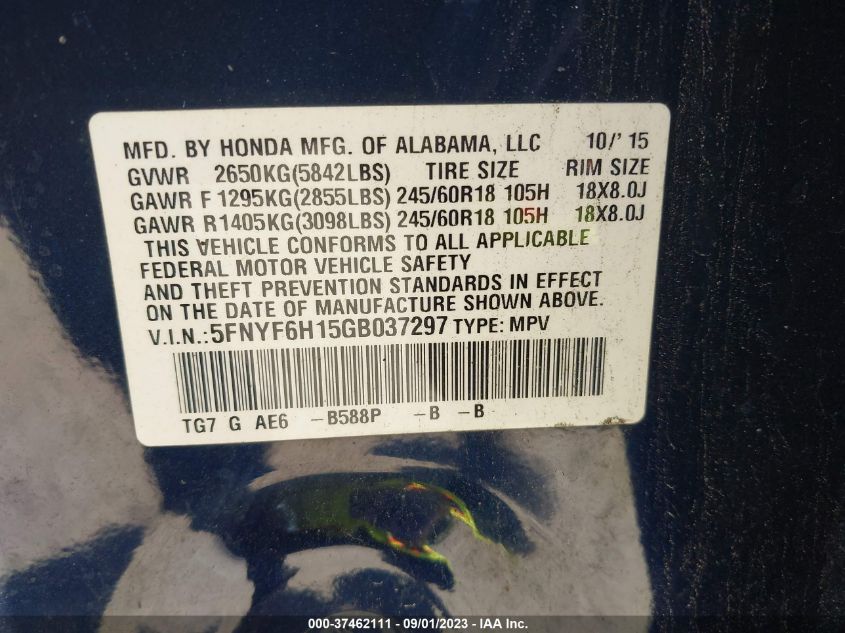 MFD. BY HONDA MFG. OF ALABAMA, LLC 10/' 15
GVWR 2650KG(5842LBS) TIRE SIZE RIM SIZE
GAWR F 1295KG(2855LBS) 245/60R18 105H 18X8.0J
GAWR R1405KG(3098LBS) 245/60R18 105H 18X8.0J
THIS VEHICLE CONFORMS TO ALL APPLICABLE
FEDERAL MOTOR VEHICLE SAFETY
AND THEFT PREVENTION STANDARDS IN EFFECT
ON THE DATE OF MANUFACTURE SHOWN ABOVE.
V.I.N.:5FNYF6H15GB037297 TYPE: MPV
TG7 G AE6 -B588P -B -B
000-37462111 - 09/01/2023 - IAA Inc.